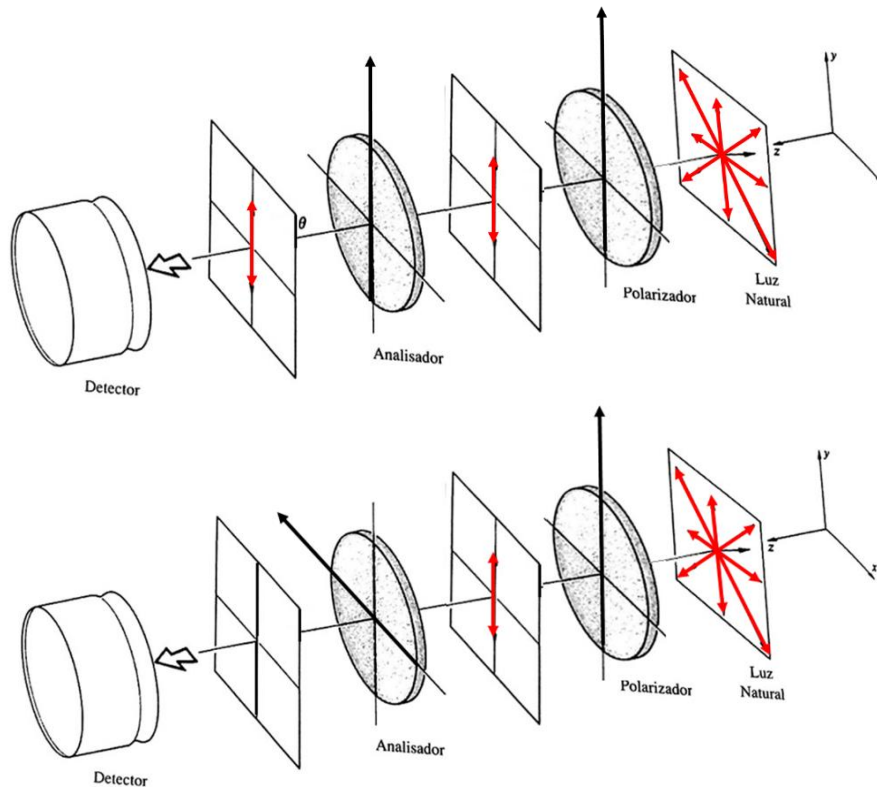 y
z
θ
Luz
Natural
Polarizador
Analisador
Detector
y
z
x
Luz
Natural
Polarizador
Analisador
Detector